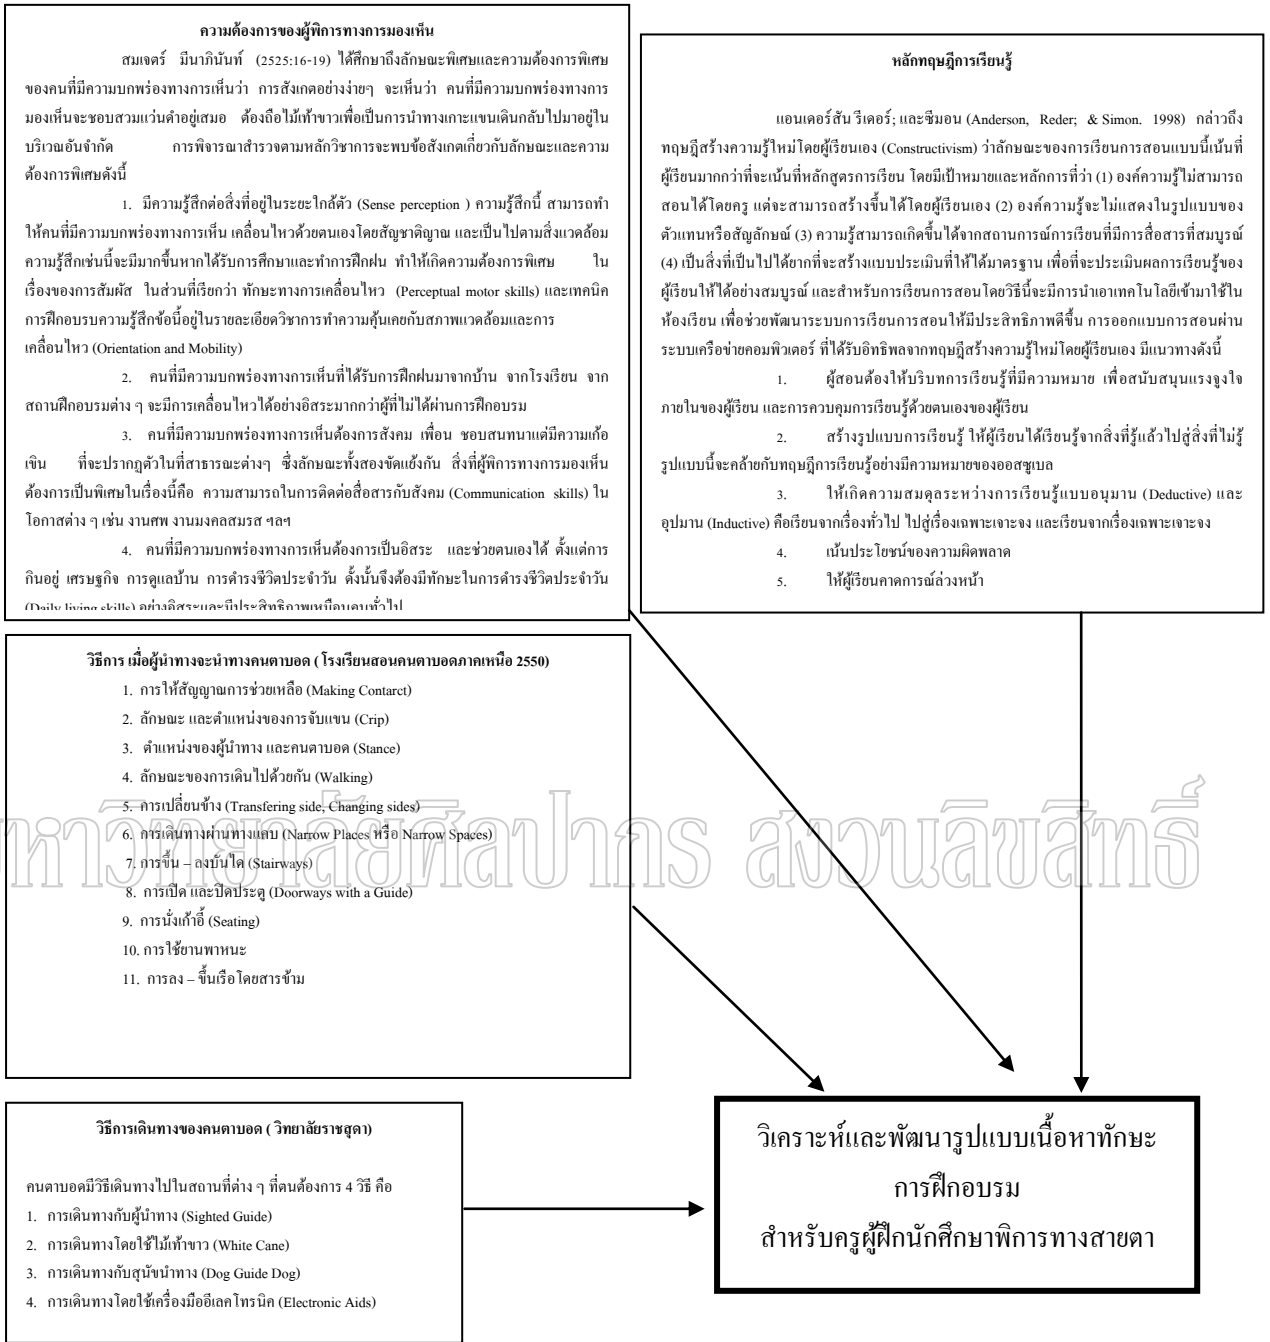 ความต้องการของผู้พิการทางการมองเห็น
สมเจตร์ มีนาภินันท์ (2525:16-19) ได้ศึกษาถึงลักษณะพิเศษและความต้องการพิเศษ
ของคนที่มีความบกพร่องทางการเห็นว่า การสังเกตอย่างง่ายๆ จะเห็นว่า คนที่มีความบกพร่องทางการ
มองเห็นจะชอบสวมแว่นดำอยู่เสมอ ต้องถือไม้เท้าขาวเพื่อเป็นการนำทางเกาะแขนเดินกลับไปมาอยู่ใน
บริเวณอันจำกัด การพิจารณาสำรวจตามหลักวิชาการจะพบข้อสังเกตเกี่ยวกับลักษณะและความ
ต้องการพิเศษดังนี้
1. มีความรู้สึกต่อสิ่งที่อยู่ในระยะใกล้ตัว (Sense perception ) ความรู้สึกนี้ สามารถทำ
ให้คนที่มีความบกพร่องทางการเห็น เคลื่อนไหวด้วยตนเองโดยสัญชาติญาณ และเป็นไปตามสิ่งแวดล้อม
ความรู้สึกเช่นนี้จะมีมากขึ้นหากได้รับการศึกษาและทำการฝึกฝน ทำให้เกิดความต้องการพิเศษ ใน
เรื่องของการสัมผัส ในส่วนที่เรียกว่า ทักษะทางการเคลื่อนไหว (Perceptual motor skills) และเทคนิค
การฝึกอบรบความรู้สึกข้อนี้อยู่ในรายละเอียดวิชาการทำความคุ้นเคยกับสภาพแวดล้อมและการ
เคลื่อนไหว (Orientation and Mobility)
2. คนที่มีความบกพร่องทางการเห็นที่ได้รับการฝึกฝนมาจากบ้าน จากโรงเรียน จาก
สถานฝึกอบรมต่าง ๆ จะมีการเคลื่อนไหวได้อย่างอิสระมากกว่าผู้ที่ไม่ได้ผ่านการฝึกอบรม
3. คนที่มีความบกพร่องทางการเห็นต้องการสังคม เพื่อน ชอบสนทนาแต่มีความเก้อ
เขิน ที่จะปรากฏตัวในที่สาธารณะต่างๆ ซึ่งลักษณะทั้งสองขัดแย้งกัน สิ่งที่ผู้พิการทางการมองเห็น
ต้องการเป็นพิเศษในเรื่องนี้คือ ความสามารถในการติดต่อสื่อสารกับสังคม (Communication skills) ใน
โอกาสต่าง ๆ เช่น งานศพ งานมงคลสมรส ฯลฯ
4. คนที่มีความบกพร่องทางการเห็นต้องการเป็นอิสระ และช่วยตนเองได้ ตั้งแต่การ
กินอยู่ เศรษฐกิจ การดูแลบ้าน การดำรงชีวิตประจำวัน ดั้งนั้นจึงต้องมีทักษะในการดำรงชีวิตประจำวัน
(Daily living skills) อย่างอิสระและมีประสิทธิภาพเหมือนคนทั่วไป
หลักทฤษฎีการเรียนรู้
แอนเดอร์สัน รีเดอร์; และซีมอน (Anderson, Reder; & Simon. 1998) กล่าวถึง
ทฤษฎีสร้างความรู้ใหม่โดยผู้เรียนเอง (Constructivism) ว่าลักษณะของการเรียนการสอนแบบนี้เน้นที่
ผู้เรียนมากกว่าที่จะเน้นที่หลักสูตรการเรียน โดยมีเป้าหมายและหลักการที่ว่า (1) องค์ความรู้ไม่สามารถ
สอนได้โดยครู แต่จะสามารถสร้างขึ้นได้โดยผู้เรียนเอง (2) องค์ความรู้จะไม่แสดงในรูปแบบของ
ตัวแทนหรือสัญลักษณ์ (3) ความรู้สามารถเกิดขึ้นได้จากสถานการณ์การเรียนที่มีการสื่อสารที่สมบูรณ์
(4) เป็นสิ่งที่เป็นไปได้ยากที่จะสร้างแบบประเมินที่ให้ได้มาตรฐาน เพื่อที่จะประเมินผลการเรียนรู้ของ
ผู้เรียนให้ได้อย่างสมบูรณ์ และสำหรับการเรียนการสอนโดยวิธีนี้จะมีการนำเอาเทคโนโลยีเข้ามาใช้ใน
ห้องเรียน เพื่อช่วยพัฒนาระบบการเรียนการสอนให้มีประสิทธิภาพดีขึ้น การออกแบบการสอนผ่าน
ระบบเครือข่ายคอมพิวเตอร์ ที่ได้รับอิทธิพลจากทฤษฎีสร้างความรู้ใหม่โดยผู้เรียนเอง มีแนวทางดังนี้
1. ผู้สอนต้องให้บริบทการเรียนรู้ที่มีความหมาย เพื่อสนับสนุนแรงจูงใจ
ภายในของผู้เรียน และการควบคุมการเรียนรู้ด้วยตนเองของผู้เรียน
2. สร้างรูปแบบการเรียนรู้ ให้ผู้เรียนได้เรียนรู้จากสิ่งที่รู้แล้วไปสู่สิ่งที่ไม่รู้
รูปแบบนี้จะคล้ายกับทฤษฎีการเรียนรู้อย่างมีความหมายของออสซูเบล
3. ให้เกิดความสมดุลระหว่างการเรียนรู้แบบอนุมาน (Deductive) และ
อุปมาน (Inductive) คือเรียนจากเรื่องทั่วไป ไปสู่เรื่องเฉพาะเจาะจง และเรียนจากเรื่องเฉพาะเจาะจง
4. เน้นประโยชน์ของความผิดพลาด
5. ให้ผู้เรียนคาดการณ์ล่วงหน้า
วิธีการ เมื่อผู้นำทางจะนำทางคนตาบอด ( โรงเรียนสอนคนตาบอดภาคเหนือ 2550)
1. การให้สัญญาณการช่วยเหลือ (Making Contarct)
2. ลักษณะ และตำแหน่งของการจับแขน (Crip)
3. ตำแหน่งของผู้นำทาง และคนตาบอด (Stance)
4. ลักษณะของการเดินไปด้วยกัน (Walking)
5. การเปลี่ยนข้าง (Transfering side, Changing sides)
6. การเดินทางผ่านทางแคบ (Narrow Places หรือ Narrow Spaces)
7. การขึ้น – ลงบันใด (Stairways)
8. การเปิด และปิดประตู (Doorways with a Guide)
9. การนั่งเก้าอี้ (Seating)
10. การใช้ยานพาหนะ
11. การลง – ขึ้นเรือโดยสารข้าม
หาวิทยาลัยศิลปากร สงวนลิขสิทธิ์
วิธีการเดินทางของคนตาบอด ( วิทยาลัยราชสุดา)
คนตาบอดมีวิธีเดินทางไปในสถานที่ต่าง ๆ ที่ตนต้องการ 4 วิธี คือ
1. การเดินทางกับผู้นำทาง (Sighted Guide)
2. การเดินทางโดยใช้ไม้เท้าขาว (White Cane)
3. การเดินทางกับสุนัขนำทาง (Dog Guide Dog)
4. การเดินทางโดยใช้เครื่องมืออีเลคโทรนิค (Electronic Aids)
วิเคราะห์และพัฒนารูปแบบเนื้อหาทักษะ
การฝึกอบรม
สำหรับครูผู้ฝึกนักศึกษาพิการทางสายตา